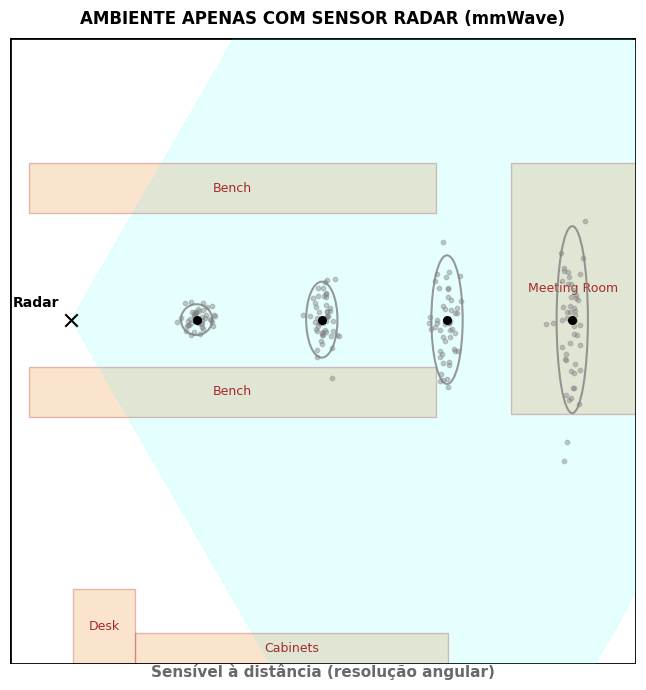 AMBIENTE APENAS COM SENSOR RADAR (mmWave)
Bench
Meeting Room
Radar
Bench
Desk
Cabinets
Sensível à distância (resolução angular)